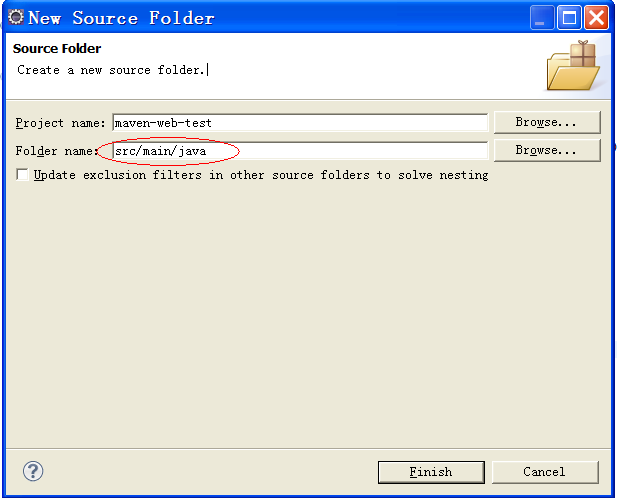 New Source Folder
Source Folder
Create a new source folder.
Project name: maven-web-test Browse...
Folder name: src/main/java Browse...
Update exclusion filters in other source folders to solve nesting
? Finish Cancel